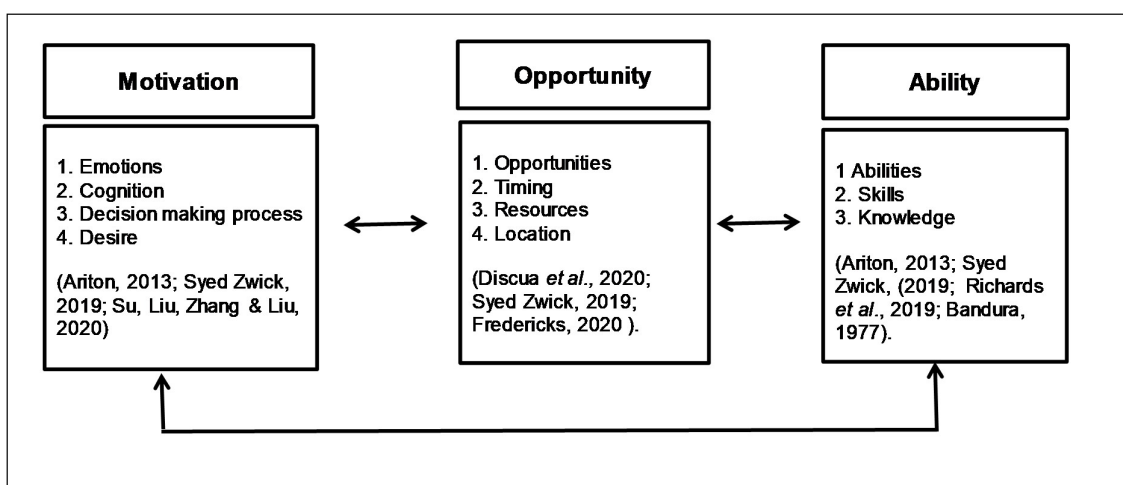 Motivation
1. Emotions
2. Cognition
3. Decision making process
4. Desire
(Ariton, 2013; Syed Zwick,
2019; Su, Liu, Zhang & Liu,
2020)
Opportunity
1. Opportunities
2. Timing
3. Resources
4. Location
(Discua et al., 2020;
Syed Zwick, 2019;
Fredericks, 2020 ).
Ability
1 Abilities
2. Skills
3. Knowledge
(Ariton, 2013; Syed
Zwick, (2019; Richards
et al., 2019; Bandura,
1977).